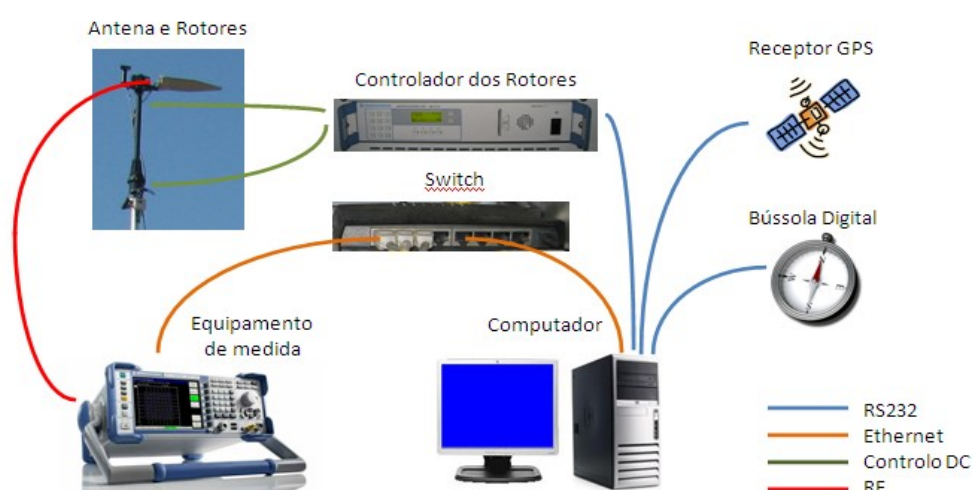 Antena e Rotores
Controlador dos Rotores
Receptor GPS
Switch
Bússola Digital
Equipamento
de medida
Computador
RS232
Ethernet
Controlo DC
RF